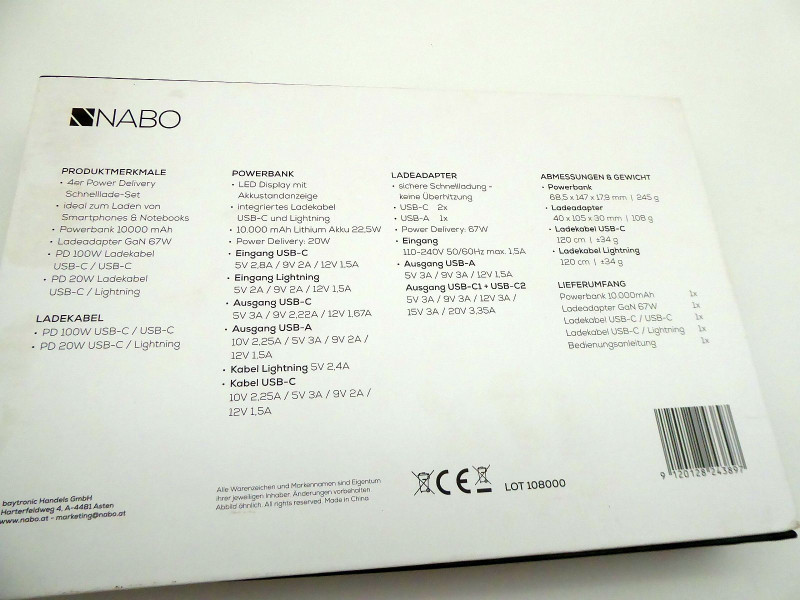 NABO
PRODUKTMERKMALE
• 4er Power Delivery
Schnelllade-Set
• ideal zum Laden von
Smartphones & Notebooks
• Powerbank 10000 mAh
• Ladeadapter GaN 67W
• PD 100W Ladekabel
USB-C / USB-C
• PD 20W Ladekabel
USB-C / Lightning
LADEKABEL
• PD 100W USB-C / USB-C
• PD 20W USB-C / Lightning
POWERBANK
• LED Display mit
Akkustandanzeige
• integriertes Ladekabel
USB-C und Lightning
• 10.000 mAh Lithium Akku 22,5W
• Power Delivery: 20W
• Eingang USB-C
5V 2,8A / 9V 2A / 12V 1,5A
• Eingang Lightning
5V 2A / 9V 2A / 12V 1,5A
• Ausgang USB-C
5V 3A / 9V 2,22A / 12V 1,67A
• Ausgang USB-A
10V 2,25A / 5V 3A / 9V 2A /
12V 1,5A
• Kabel Lightning 5V 2,4A
• Kabel USB-C
10V 2,25A / 5V 3A / 9V 2A /
12V 1,5A
LADEADAPTER
• sichere Schnellladung -
keine Überhitzung
• USB-C 2x
• USB-A 1x
• Power Delivery: 67W
• Eingang
110-240V 50/60Hz max. 1,5A
• Ausgang USB-A
5V 3A / 9V 3A / 12V 1,5A
Ausgang USB-C1 + USB-C2
5V 3A / 9V 3A / 12V 3A /
15V 3A / 20V 3,35A
ABMESSUNGEN & GEWICHT
• Powerbank
68,5 x 147 x 17,9 mm | 245 g
• Ladeadapter
40 x 105 x 30 mm | 108 g
• Ladekabel USB-C
120 cm | ±34 g
• Ladekabel Lightning
120 cm | ±34 g
LIEFERUMFANG
Powerbank 10.000mAh 1x
Ladeadapter GaN 67W 1x
Ladekabel USB-C / USB-C 1x
Ladekabel USB-C / Lightning 1x
Bedienungsanleitung 1x
baytronic Handels GmbH
Harterfeldweg 4, A-4481 Asten
www.nabo.at - marketing@nabo.at
Alle Warenzeichen und Markennamen sind Eigentum
ihrer jeweiligen Inhaber. Änderungen vorbehalten
Abbild ähnlich. All rights reserved. Made in China
CE
LOT 108000
9 120128 243897